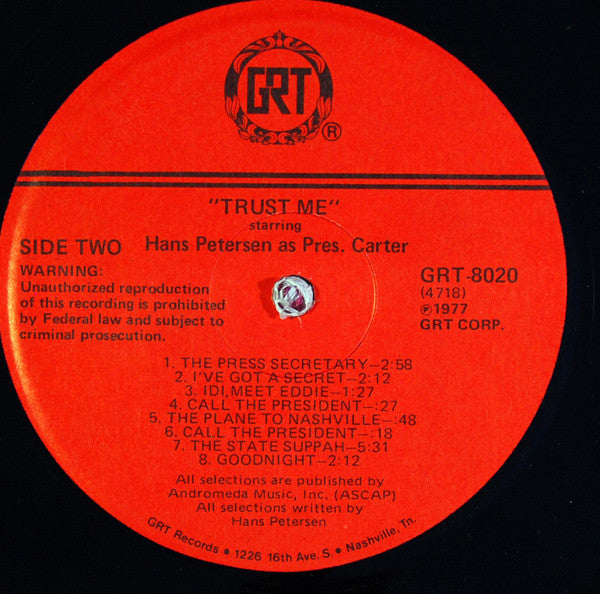 GRT
®
"TRUST ME"
starring
Hans Petersen as Pres. Carter
SIDE TWO
WARNING:
Unauthorized reproduction
of this recording is prohibited
by Federal law and subject to
criminal prosecution.
GRT-8020
(4718)
℗1977
GRT CORP.
1. THE PRESS SECRETARY—2:58
2. I'VE GOT A SECRET—2:12
3. IDI,MEET EDDIE—1:27
4. CALL THE PRESIDENT—:27
5. THE PLANE TO NASHVILLE—:48
6. CALL THE PRESIDENT—:18
7. THE STATE SUPPAH—5:31
8. GOODNIGHT—2:12
All selections are published by
Andromeda Music, Inc. (ASCAP)
All selections written by
Hans Petersen
GRT Records • 1226 16th Ave. S. • Nashville, Tn.